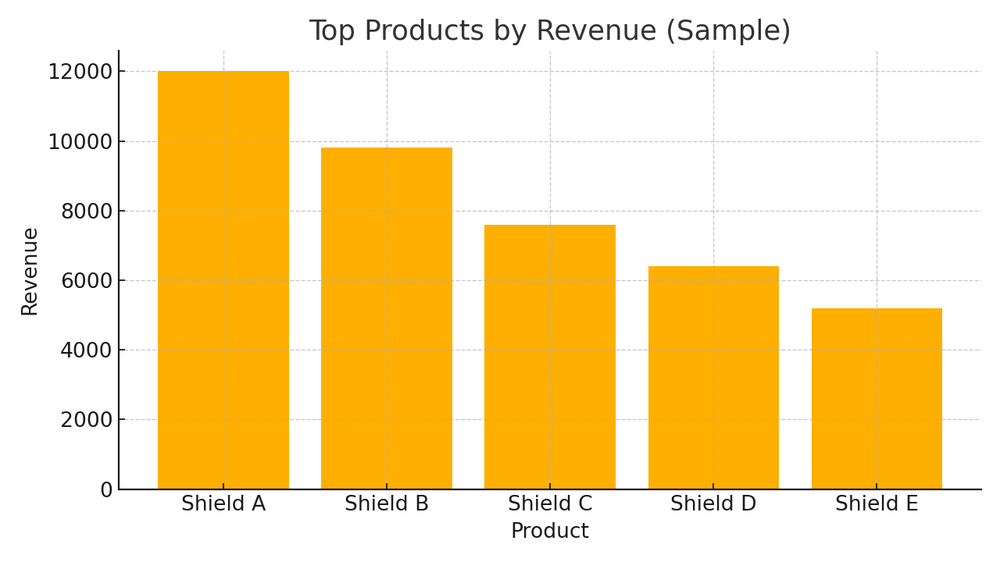 Top Products by Revenue (Sample)
12000
10000
8000
6000
4000
2000
0
Revenue
Shield A Shield B Shield C Shield D Shield E
Product